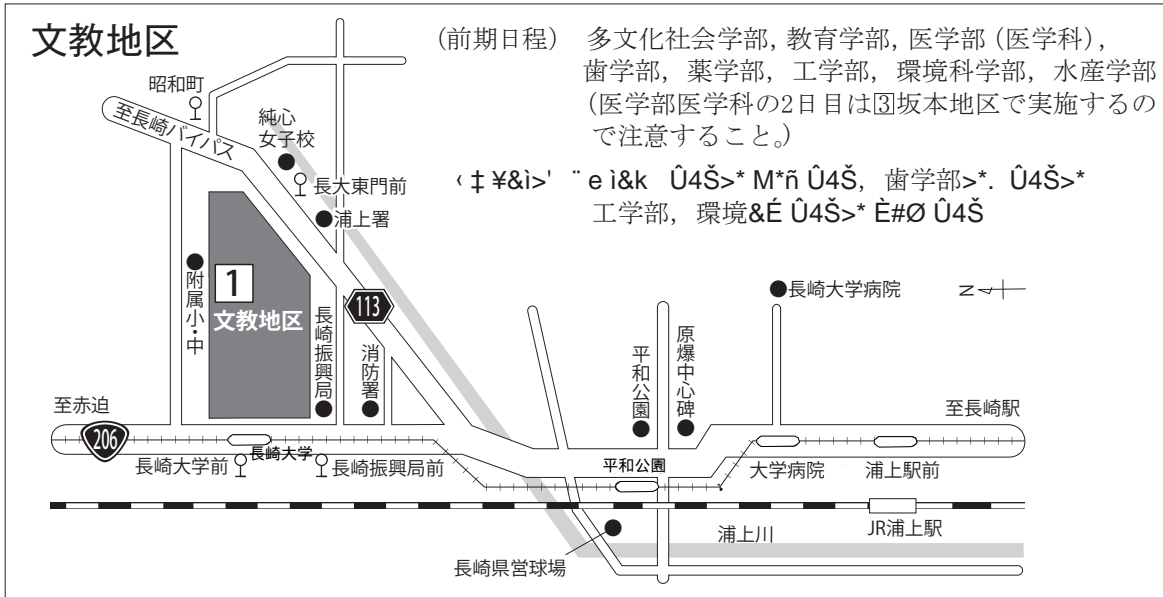 文教地区
(前期日程) 多文化社会学部, 教育学部, 医学部(医学科),
歯学部, 薬学部, 工学部, 環境科学部, 水産学部
(医学部医学科の2日目は③坂本地区で実施するの
で注意すること。)
歯学部
工学部, 環境
昭和町
至長崎バイパス
純心
女子校
長大東門前
浦上署
附属小・中
1
文教地区
長崎振興局
消防署
113
長崎大学病院
N
平和公園
原爆中心碑
至赤迫
206
至長崎駅
長崎大学前
長崎大学
長崎振興局前
平和公園
大学病院
浦上駅前
浦上川
JR浦上駅
長崎県営球場